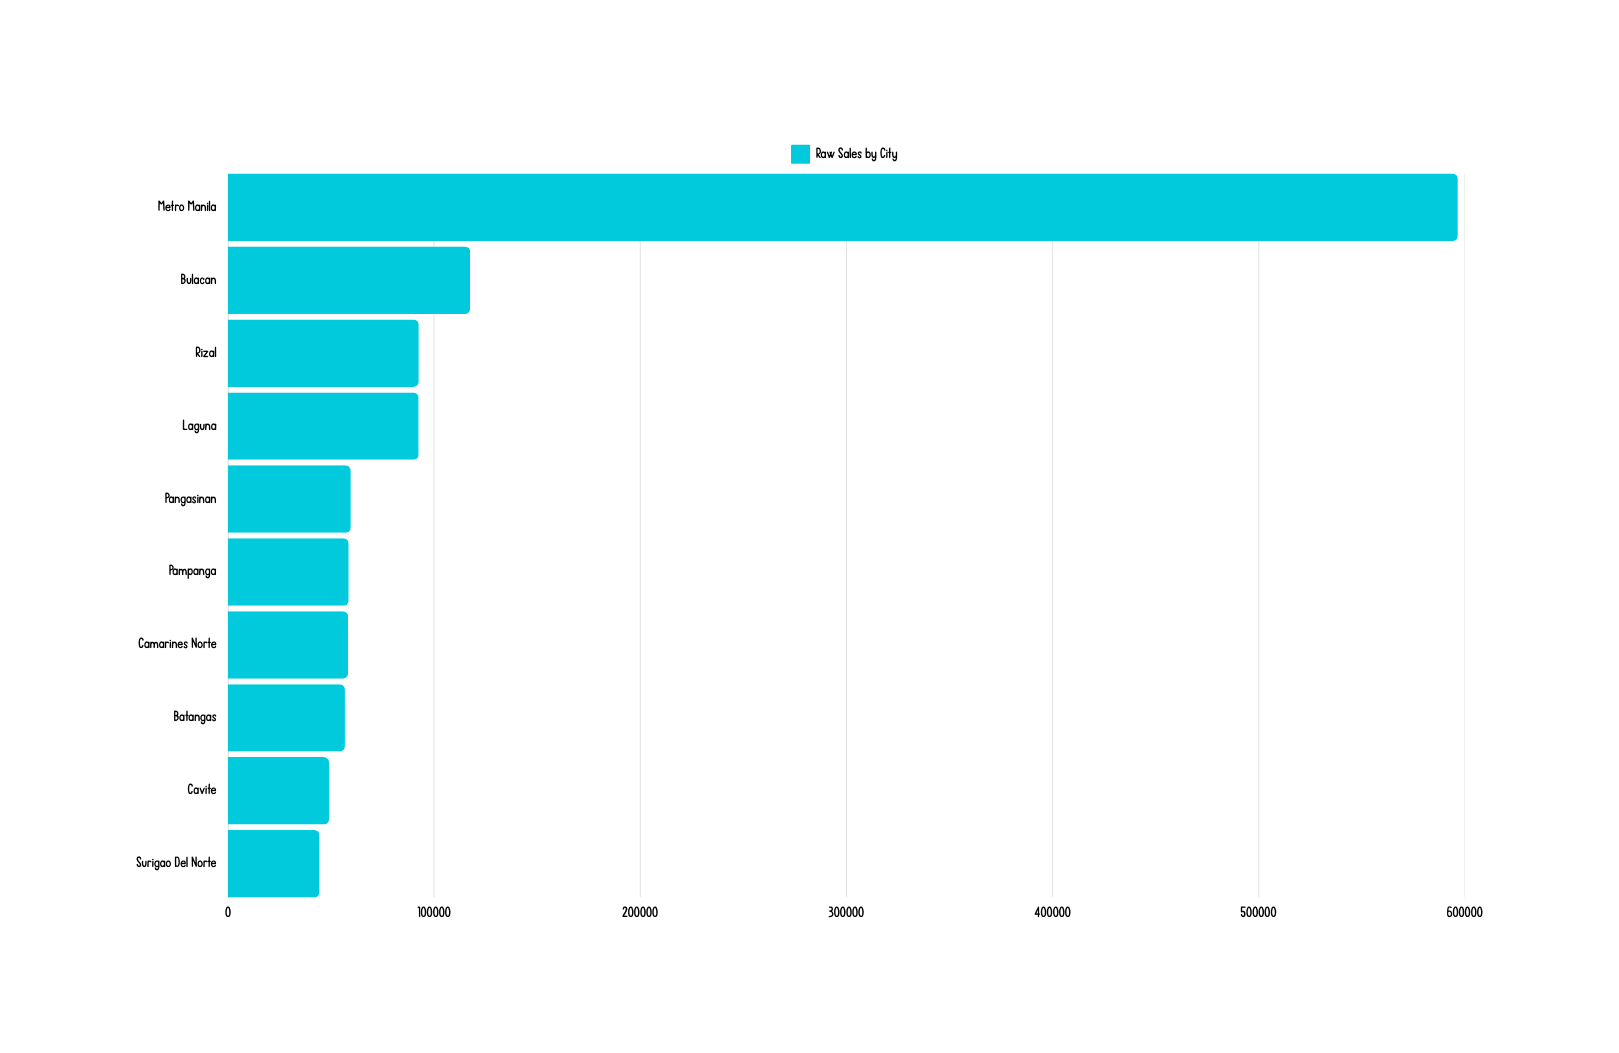 Raw Sales by City
Metro Manila
Bulacan
Rizal
Laguna
Pangasinan
Pampanga
Camarines Norte
Batangas
Cavite
Surigao Del Norte
0 100000 200000 300000 400000 500000 600000